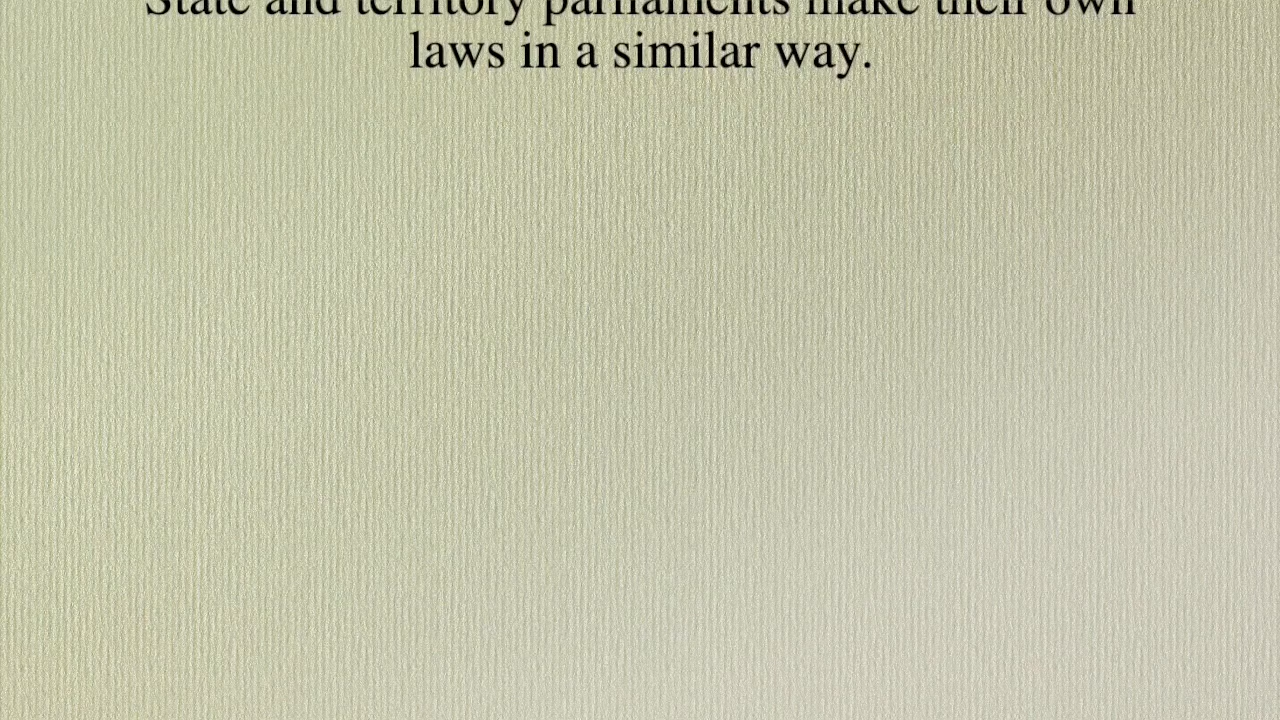 State and territory parliaments make their own
laws in a similar way.